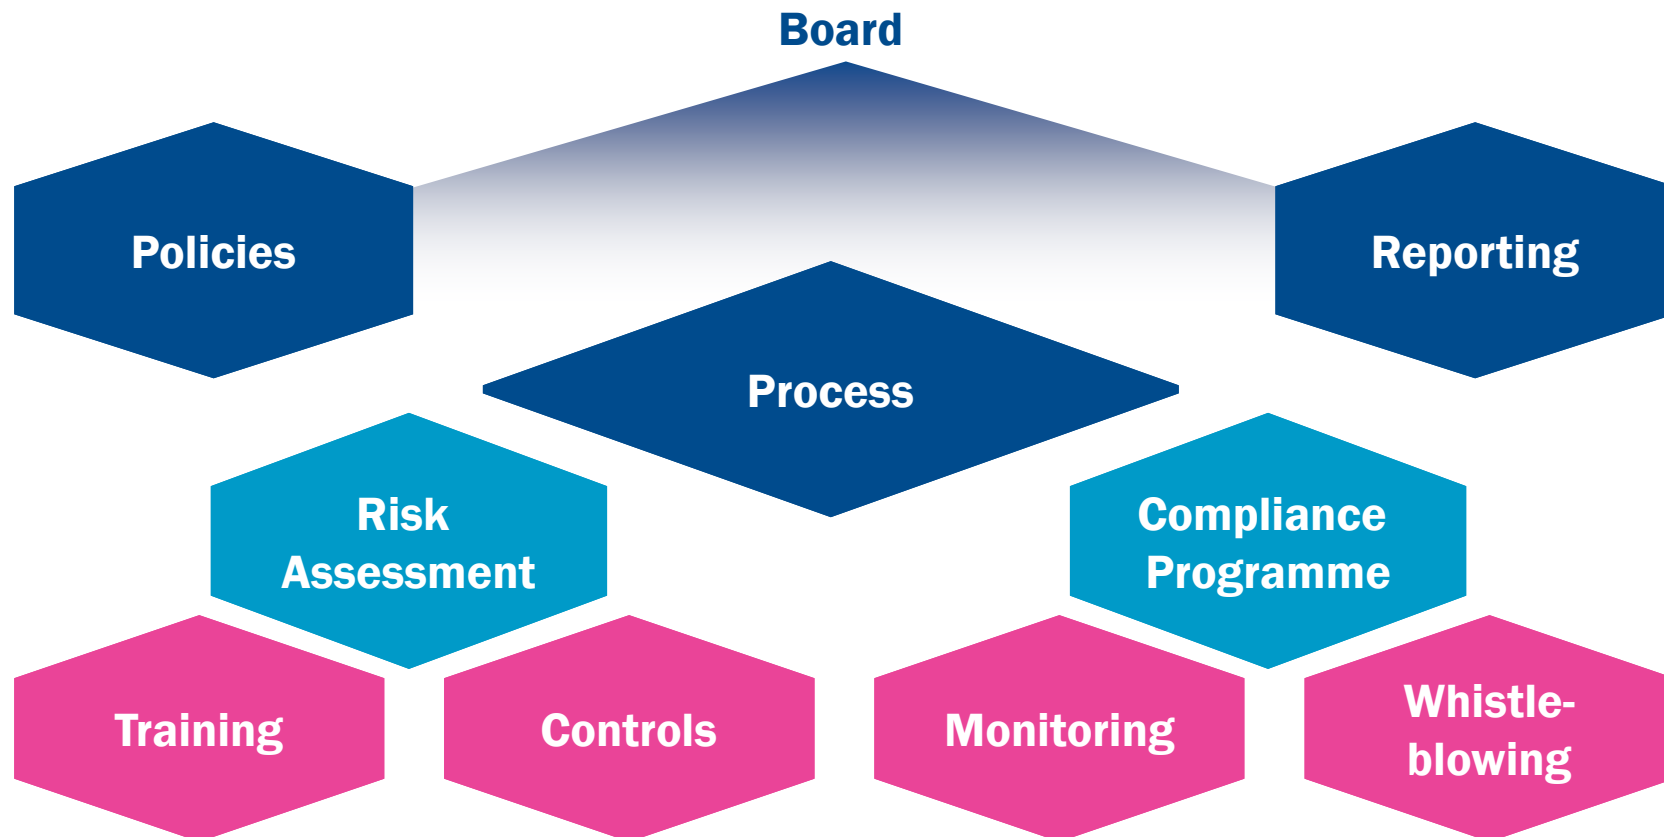 Board
Policies
Reporting
Process
Risk
Assessment
Compliance
Programme
Training
Controls
Monitoring
Whistle-
blowing